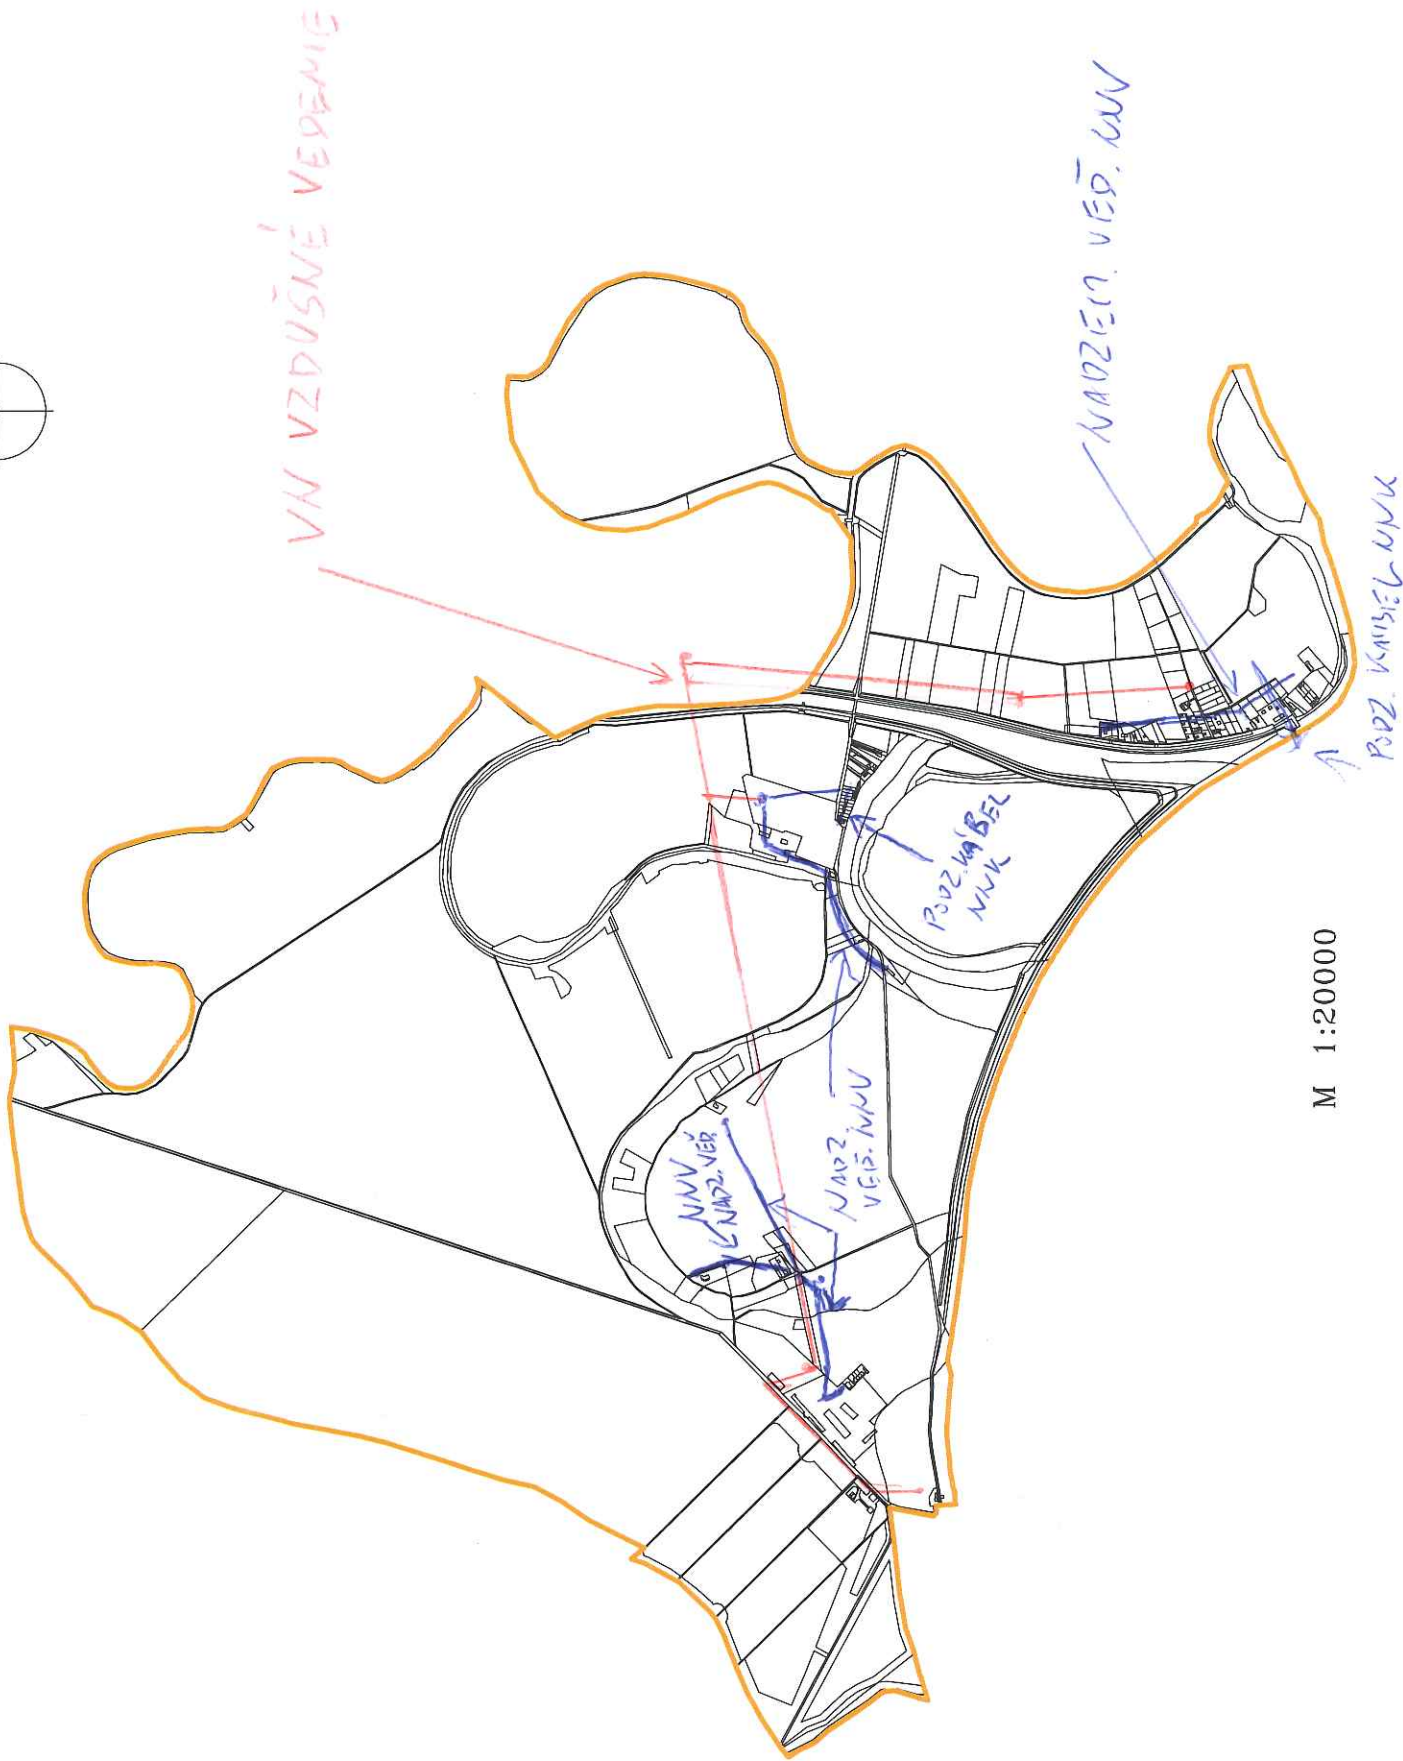 VN VZDUŠNÉ VEDENIE
NADZEM. VED. NNV
PODZ. KÁBEL NNK
PODZ. KÁBEL
NNK
NADZ.
VED. NNV
NNV
NADZ. VED
M 1:20000